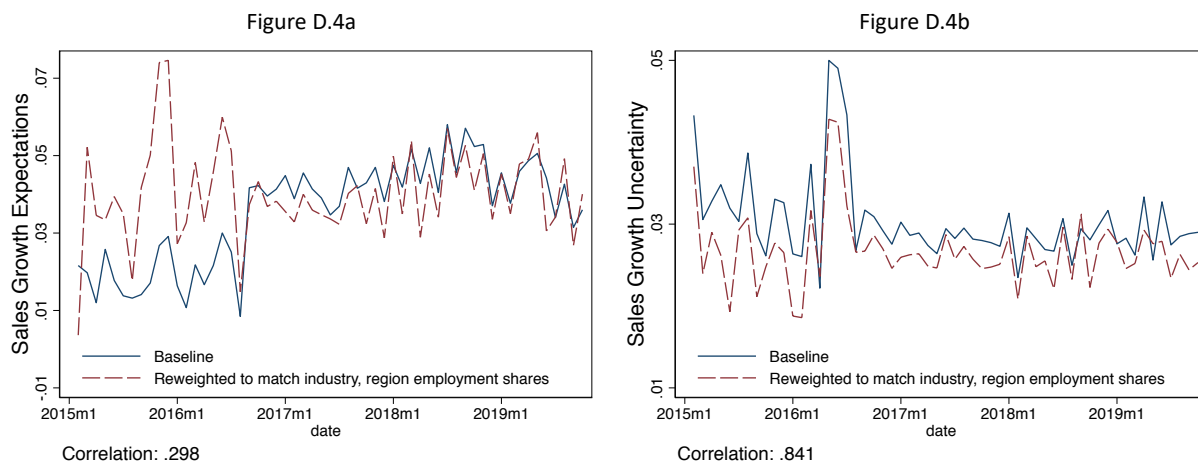 Figure D.4a
Sales Growth Expectations
.07
.05
.03
.01
-.01
Baseline
Reweighted to match industry, region employment shares
2015m1 2016m1 2017m1 2018m1 2019m1
date
Correlation: .298
Figure D.4b
Sales Growth Uncertainty
.05
.03
.01
Baseline
Reweighted to match industry, region employment shares
2015m1 2016m1 2017m1 2018m1 2019m1
date
Correlation: .841